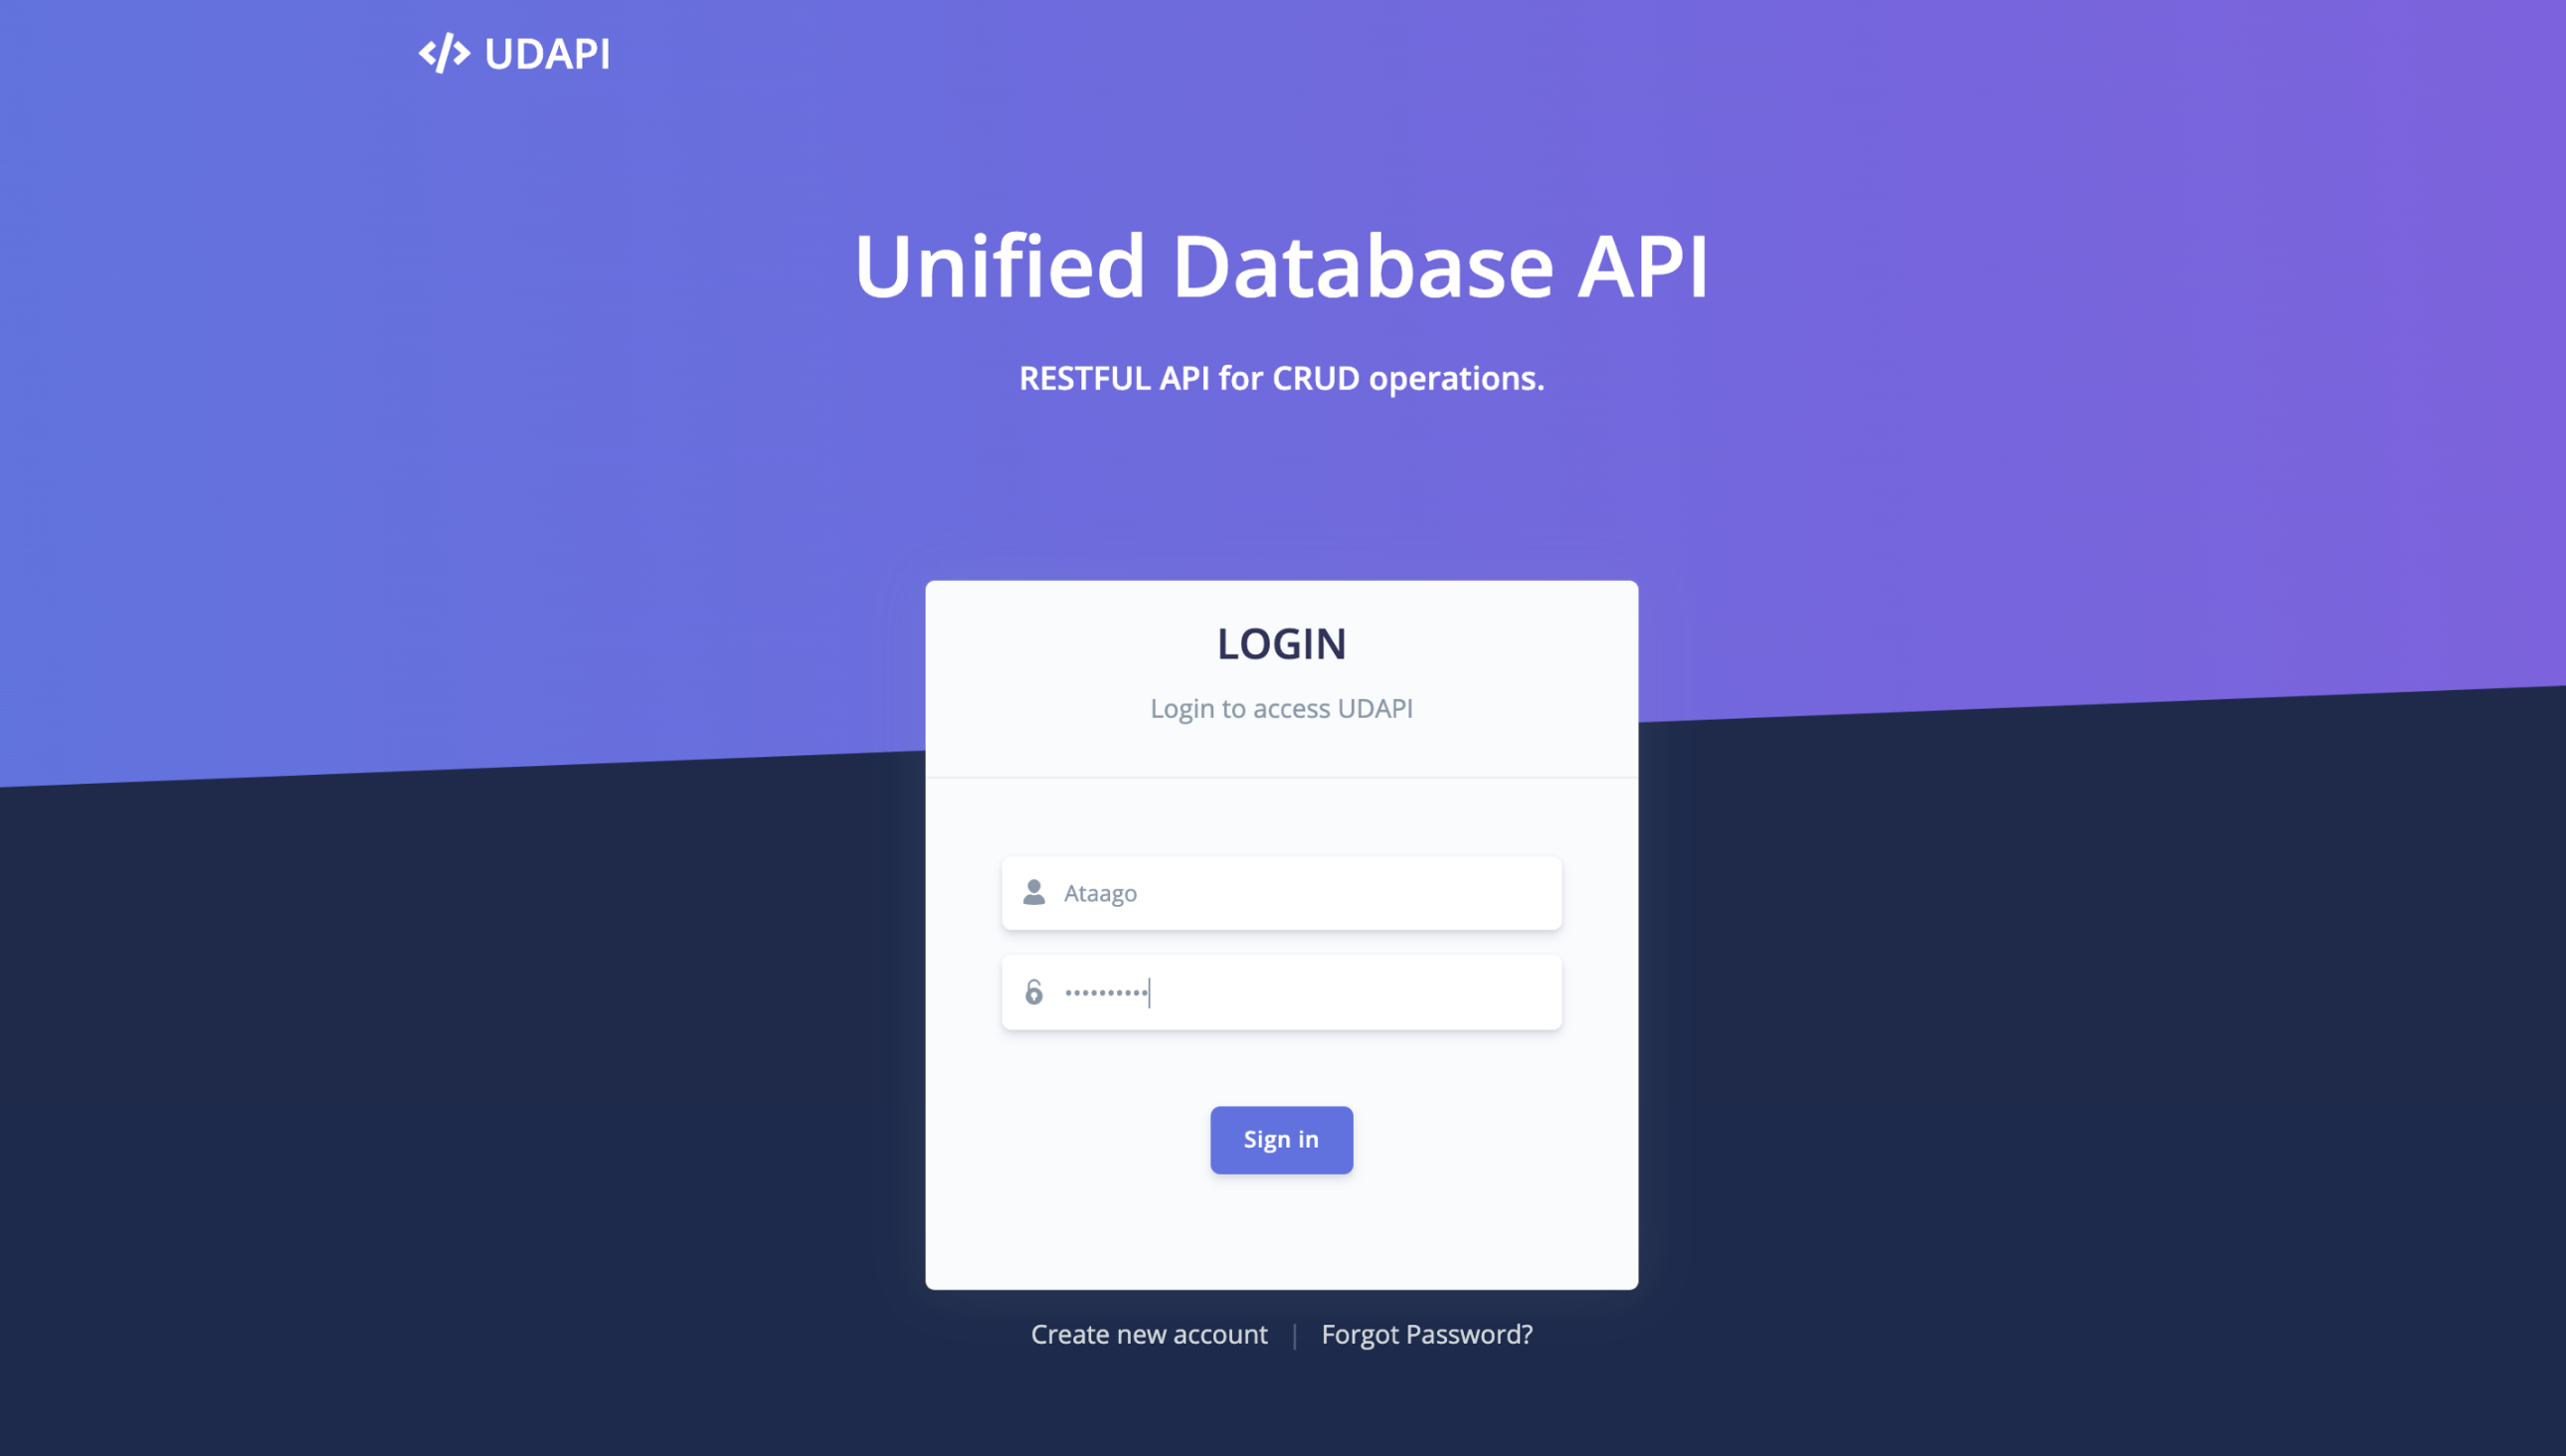 </> UDAPI
Unified Database API
RESTFUL API for CRUD operations.
LOGIN
Login to access UDAPI
Ataago
••••••••••
Sign in
Create new account | Forgot Password?